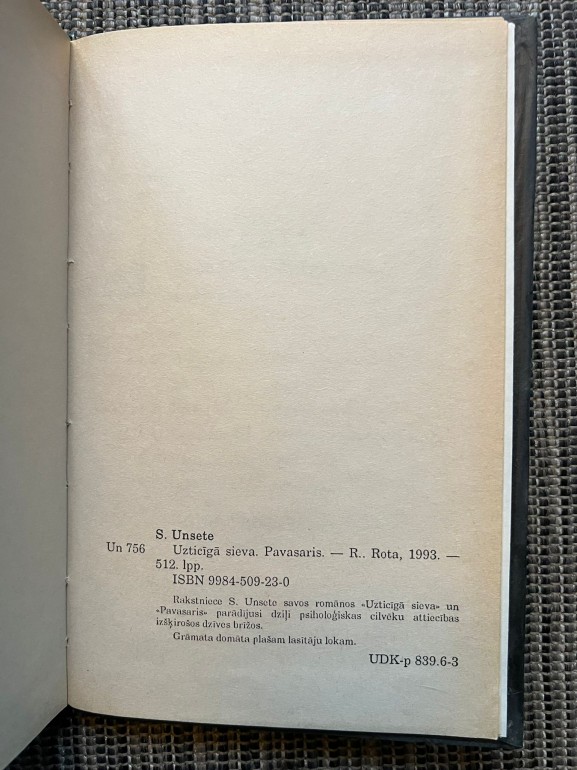 S. Unsete
Un 756 Uzticīgā sieva. Pavasaris. — R.. Rota, 1993. —
512. lpp.
ISBN 9984-509-23-0
Rakstniece S. Unsete savos romānos «Uzticīgā sieva» un
«Pavasaris» parādījusi dziļi psiholoģiskas cilvēku attiecības
izšķirošos dzīves brīžos.
Grāmata domāta plašam lasītāju lokam.
UDK-p 839.6-3